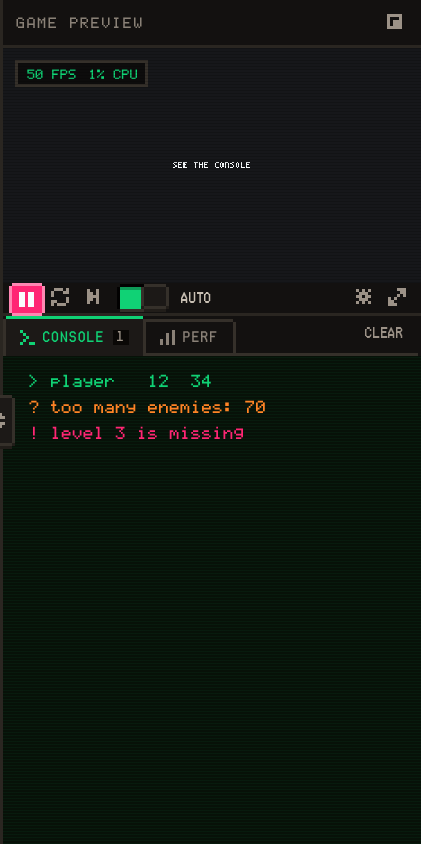 GAME PREVIEW
50 FPS 1% CPU
SEE THE CONSOLE
AUTO
CONSOLE 1
PERF
CLEAR
> player 12 34
? too many enemies: 70
! level 3 is missing